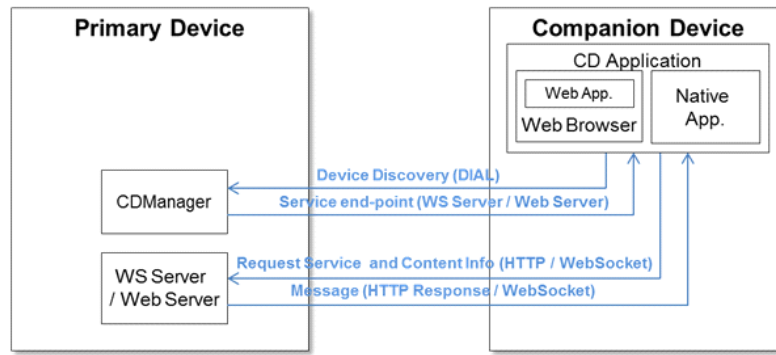 Primary Device
Companion Device
CD Application
Web App.
Web Browser
Native
App.
Device Discovery (DIAL)
CDManager
Service end-point (WS Server / Web Server)
Request Service and Content Info (HTTP / WebSocket)
WS Server
/ Web Server
Message (HTTP Response / WebSocket)